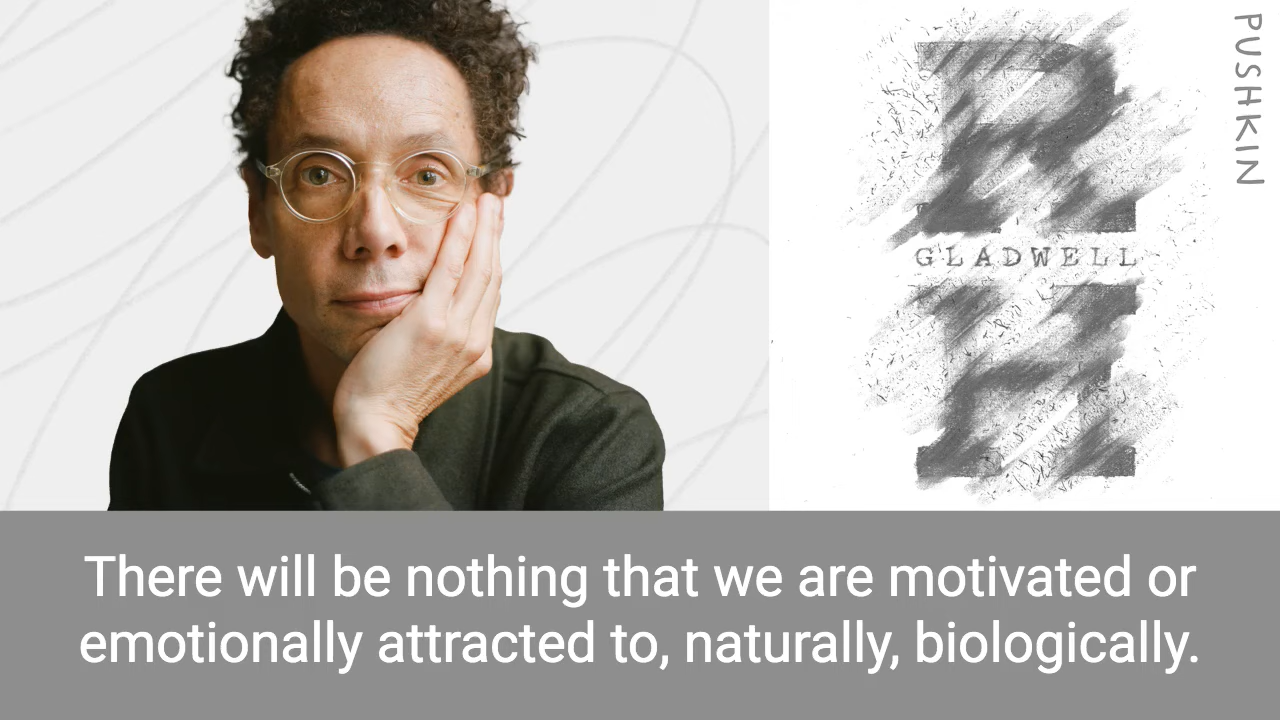 PUSHKIN
R
GLADWELL
H
There will be nothing that we are motivated or
emotionally attracted to, naturally, biologically.